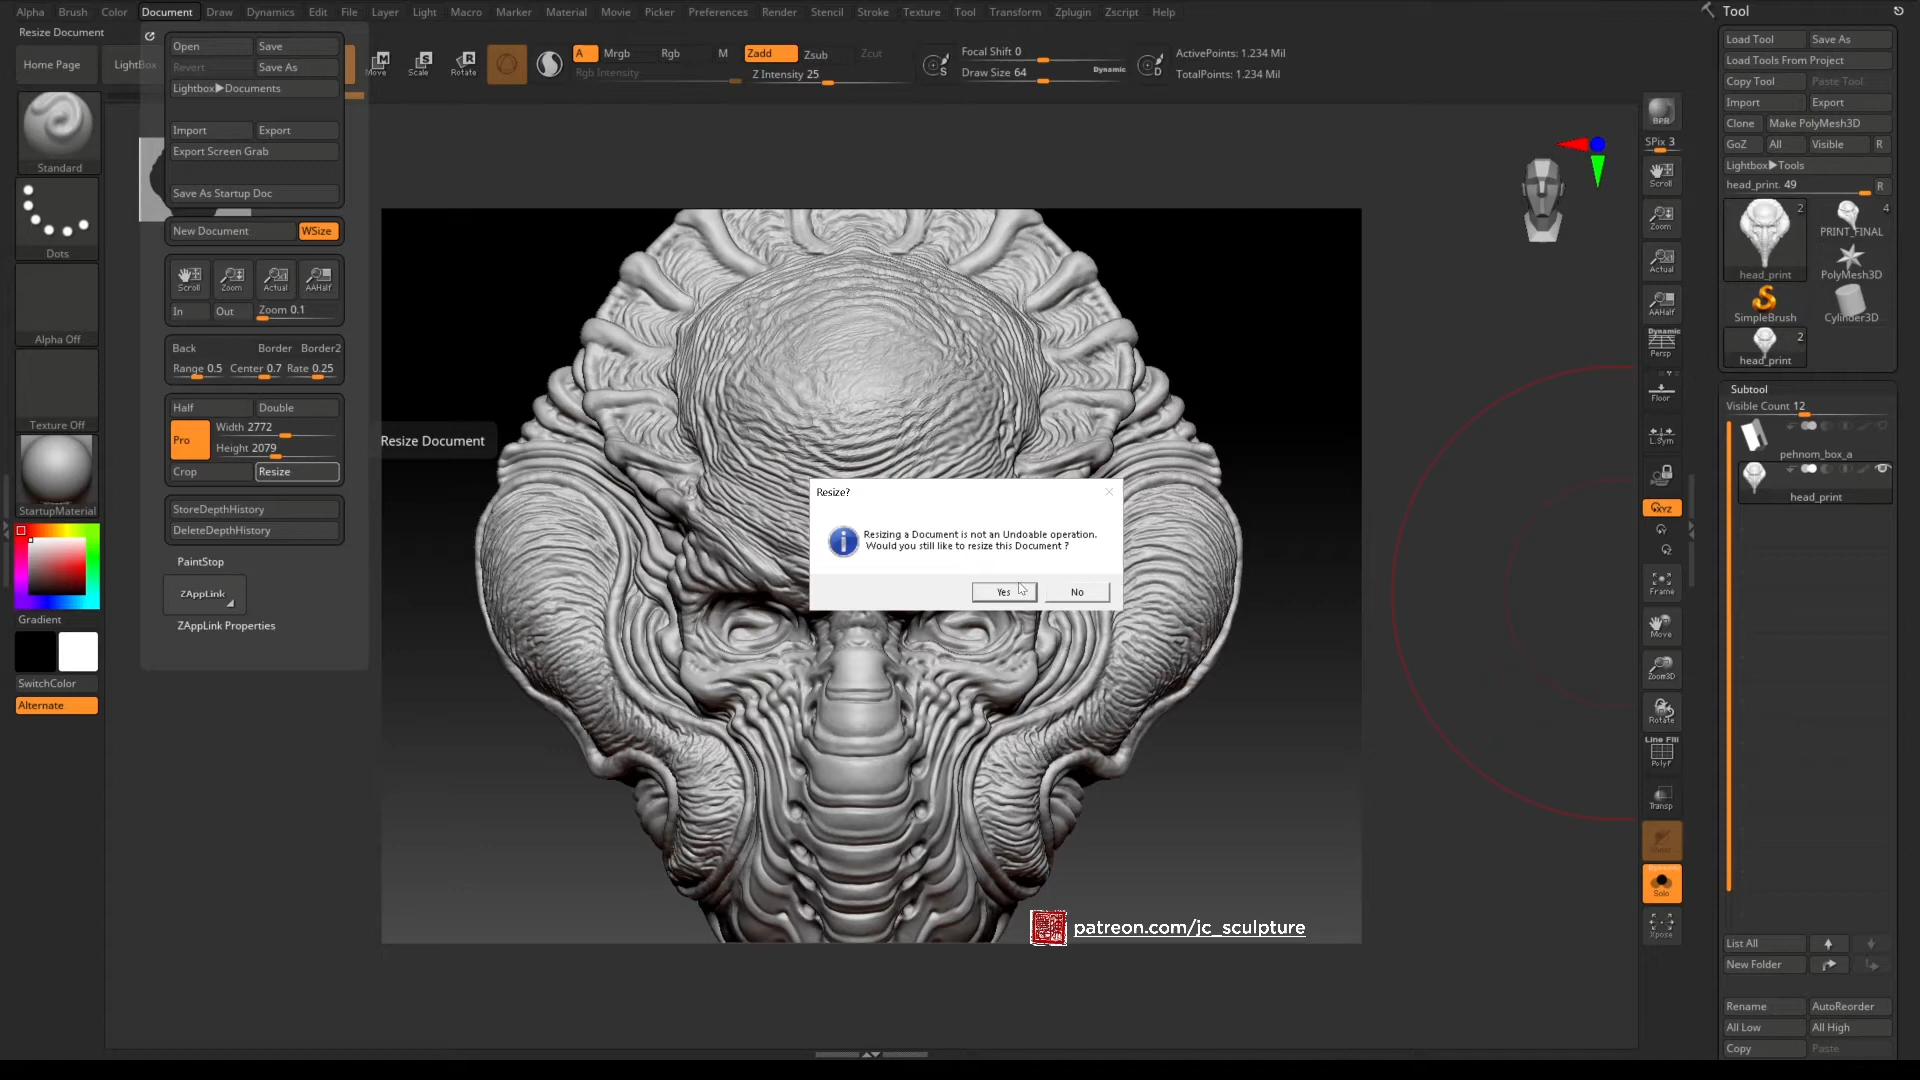 Alpha Brush Color Document Draw Dynamics Edit File Layer Light Macro Marker Material Movie Picker Preferences Render Stencil Stroke Texture Tool Transform Zplugin Zscript Help
Resize Document
Home Page
LightBox
Open
Save
Revert
Save As
Lightbox▶Documents
Import
Export
Export Screen Grab
Save As Startup Doc
New Document
WSize
Scroll
Zoom
Actual
AAHalf
In
Out
Zoom 0.1
Back
Border
Border2
Range 0.5
Center 0.7
Rate 0.25
Half
Double
Pro
Width 2772
Height 2079
Crop
Resize
StoreDepthHistory
DeleteDepthHistory
PaintStop
ZAppLink
ZAppLink Properties
Resize Document
Move
Scale
Rotate
A
Mrgb
Rgb
M
Rgb Intensity
Zadd
Zsub
Zcut
Z Intensity 25
Focal Shift 0
Draw Size 64
Dynamic
ActivePoints: 1.234 Mil
TotalPoints: 1.234 Mil
Standard
Dots
Alpha Off
Texture Off
StartupMaterial
Gradient
SwitchColor
Alternate
Resize?
Resizing a Document is not an Undoable operation.
Would you still like to resize this Document ?
Yes
No
patreon.com/jc_sculpture
BPR
SPix 3
Scroll
Zoom
Actual
AAHalf
Dynamic
Persp
Floor
L.Sym
XYZ
Frame
Move
Zoom3D
Rotate
Line Fill
PolyF
Transp
Solo
Xpose
Tool
Load Tool
Save As
Load Tools From Project
Copy Tool
Paste Tool
Import
Export
Clone
Make PolyMesh3D
GoZ
All
Visible
R
Lightbox▶Tools
head_print. 49
R
2
4
head_print
PRINT_FINAL
PolyMesh3D
SimpleBrush
Cylinder3D
2
head_print
Subtool
Visible Count 12
pehnom_box_a
head_print
List All
New Folder
Rename
AutoReorder
All Low
All High
Copy
Paste